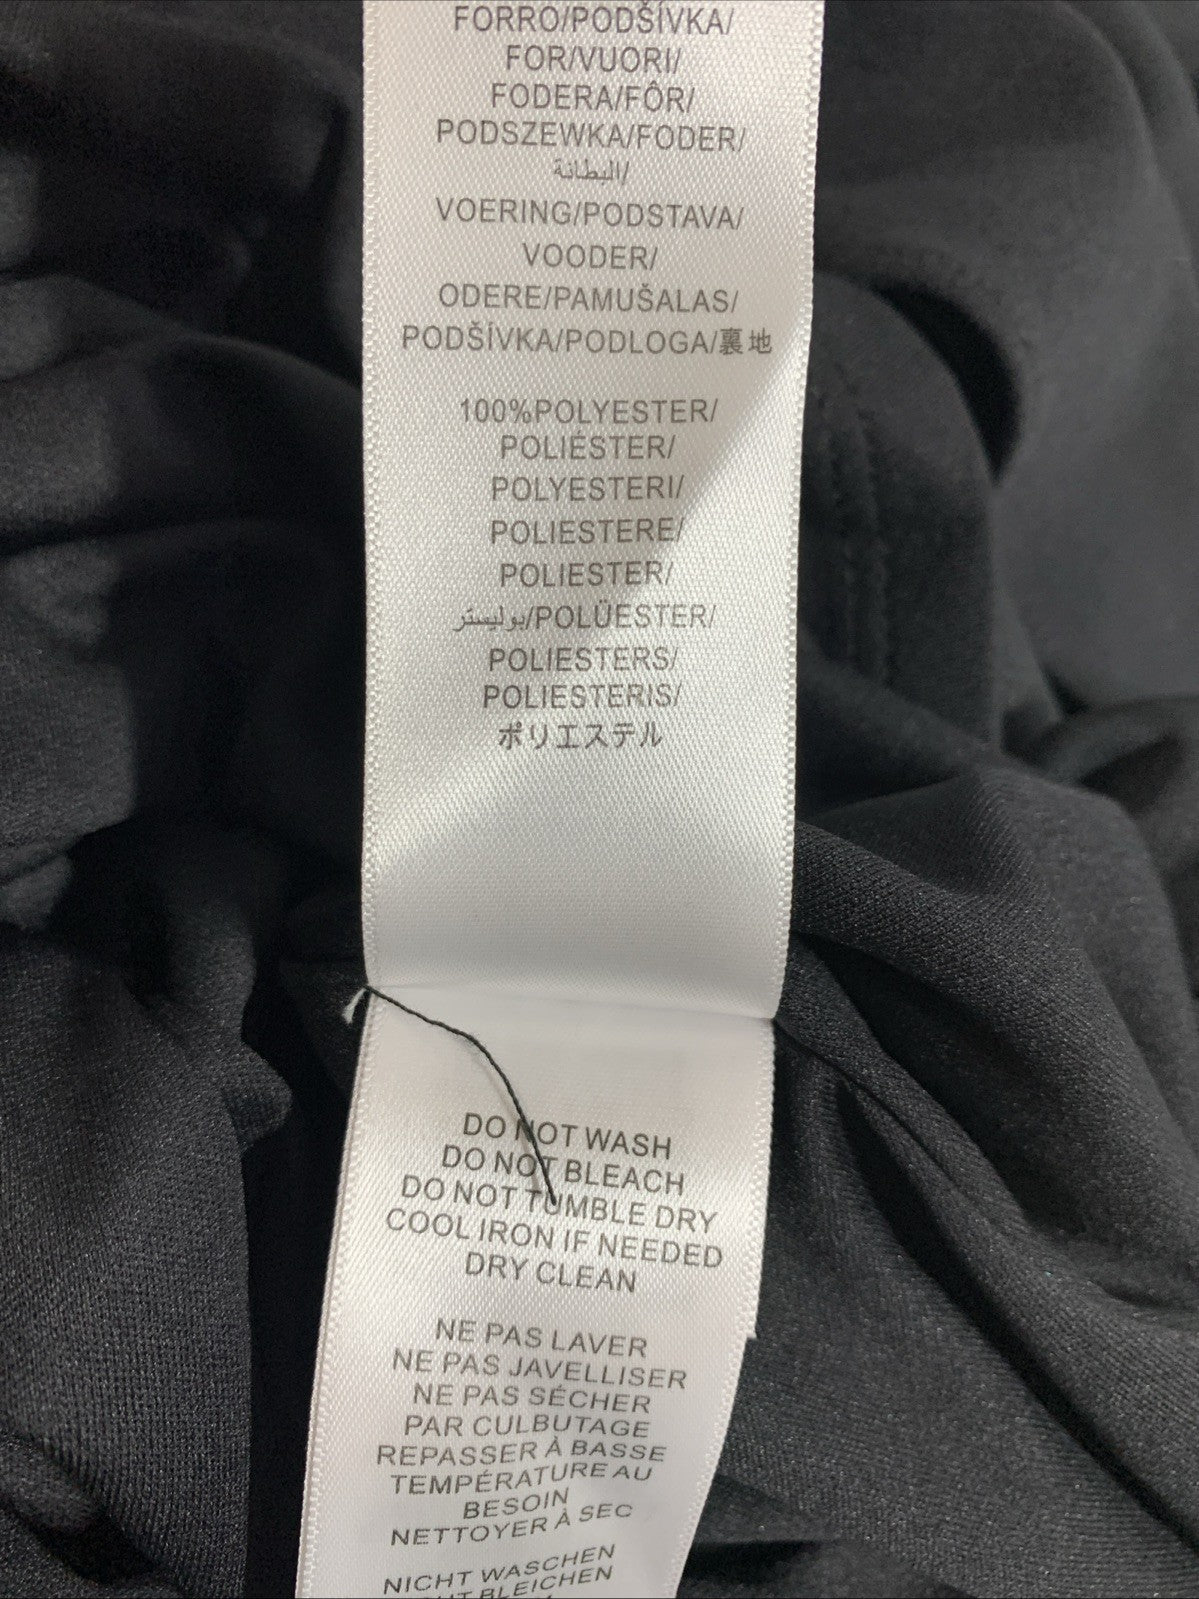 FORRO/PODŠÍVKA/
FOR/VUORI/
FODERA/FÔR/
PODSZEWKA/FODER/
البطانة/
VOERING/PODSTAVA/
VOODER/
ODERE/PAMUŠALAS/
PODŠÍVKA/PODLOGA/裏地
100%POLYESTER/
POLIÉSTER/
POLYESTERI/
POLIESTERE/
POLIESTER/
بوليستر/POLÜESTER/
POLIESTERS/
POLIESTERIS/
ポリエステル
DO NOT WASH
DO NOT BLEACH
DO NOT TUMBLE DRY
COOL IRON IF NEEDED
DRY CLEAN
NE PAS LAVER
NE PAS JAVELLISER
NE PAS SÉCHER
PAR CULBUTAGE
REPASSER À BASSE
TEMPÉRATURE AU
BESOIN
NETTOYER À SEC
NICHT WASCHEN
BLEICHEN